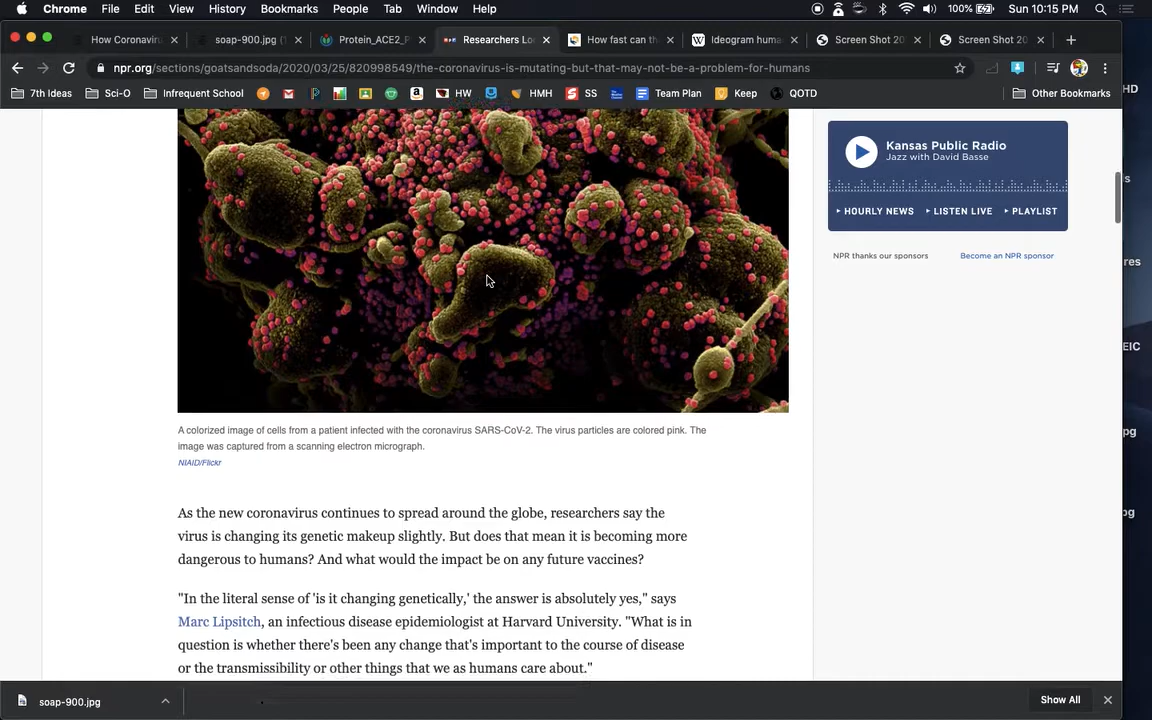 Chrome File Edit View History Bookmarks People Tab Window Help 100% Sun 10:15 PM
How Coronavir soap-900.jpg ( Protein_ACE2_P Researchers Lo How fast can th Ideogram huma Screen Shot 20 Screen Shot 20
npr.org/sections/goatsandsoda/2020/03/25/820998549/the-coronavirus-is-mutating-but-that-may-not-be-a-problem-for-humans
7th Ideas Sci-O Infrequent School HW HMH SS Team Plan Keep QOTD Other Bookmarks
HD
Kansas Public Radio
Jazz with David Basse
HOURLY NEWS LISTEN LIVE PLAYLIST
NPR thanks our sponsors Become an NPR sponsor
res
EIC
pg
pg
A colorized image of cells from a patient infected with the coronavirus SARS-CoV-2. The virus particles are colored pink. The
image was captured from a scanning electron micrograph.
NIAID/Flickr
As the new coronavirus continues to spread around the globe, researchers say the
virus is changing its genetic makeup slightly. But does that mean it is becoming more
dangerous to humans? And what would the impact be on any future vaccines?
"In the literal sense of 'is it changing genetically,' the answer is absolutely yes," says
Marc Lipsitch, an infectious disease epidemiologist at Harvard University. "What is in
question is whether there's been any change that's important to the course of disease
or the transmissibility or other things that we as humans care about."
soap-900.jpg Show All